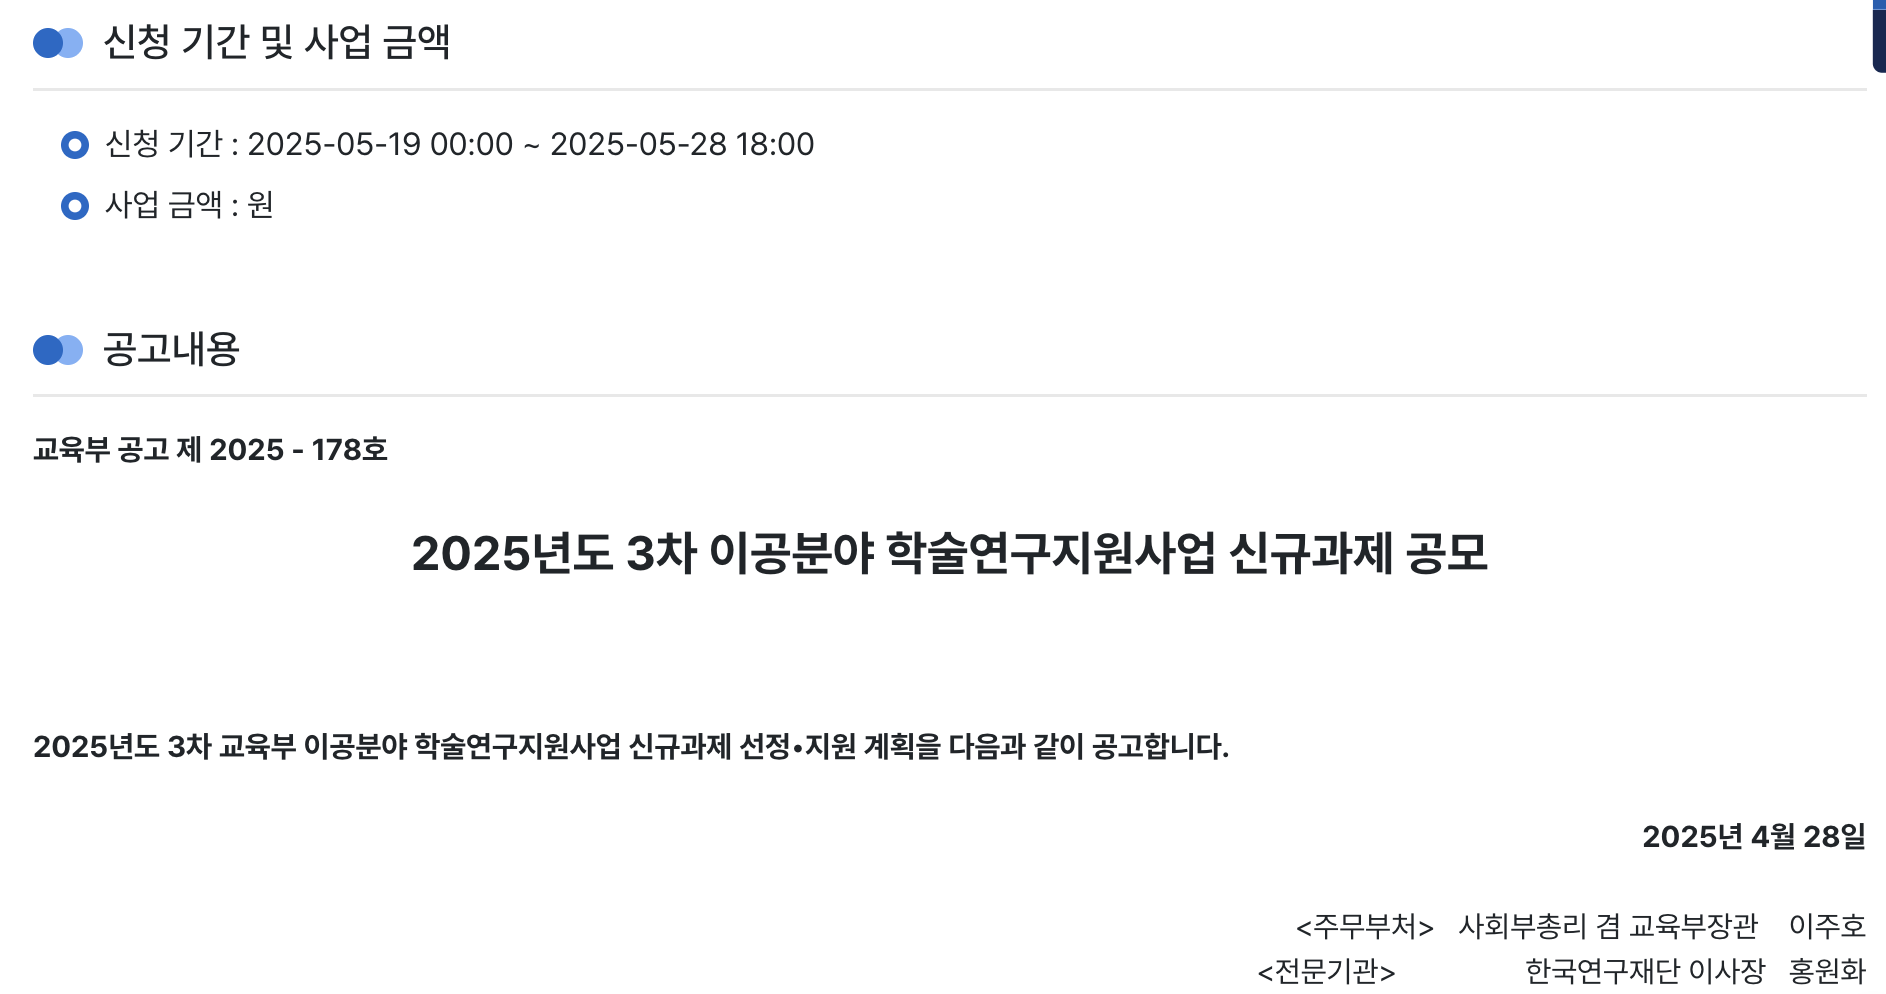 신청 기간 및 사업 금액
신청 기간 : 2025-05-19 00:00 ~ 2025-05-28 18:00
사업 금액 : 원
공고내용
교육부 공고 제 2025 - 178호
2025년도 3차 이공분야 학술연구지원사업 신규과제 공모
2025년도 3차 교육부 이공분야 학술연구지원사업 신규과제 선정•지원 계획을 다음과 같이 공고합니다.
2025년 4월 28일
<주무부처> 사회부총리 겸 교육부장관 이주호
<전문기관> 한국연구재단 이사장 홍원화